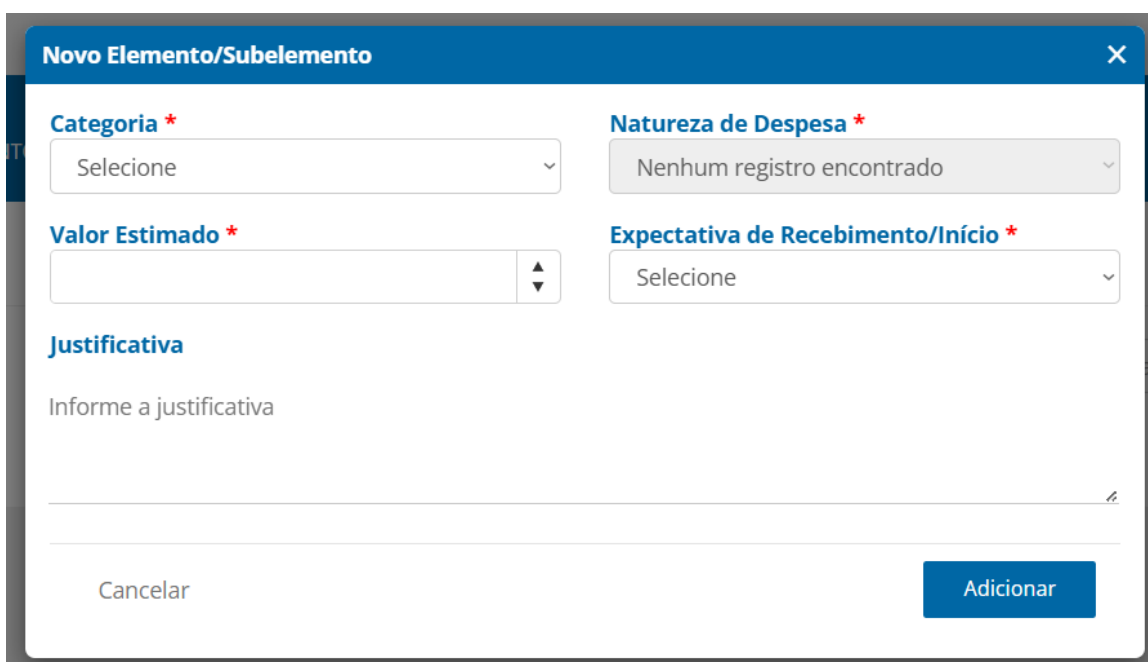 Novo Elemento/Subelemento
Categoria * Natureza de Despesa *
Selecione Nenhum registro encontrado
Valor Estimado * Expectativa de Recebimento/Início *
Selecione
Justificativa
Informe a justificativa
Cancelar Adicionar